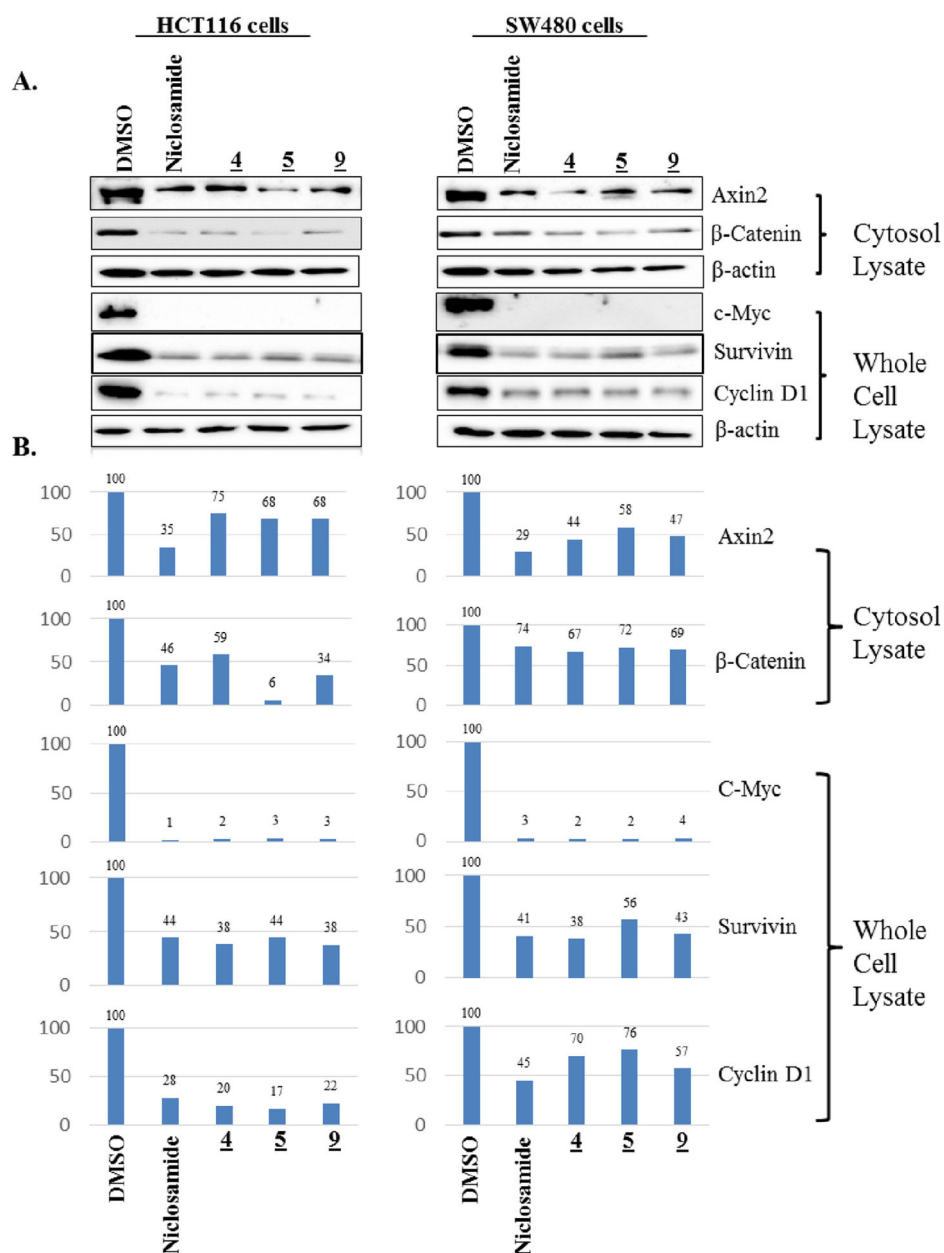 HCT116 cells SW480 cells
A.
DMSO Niclosamide 4 5 9 DMSO Niclosamide 4 5 9
Axin2
β-Catenin
β-actin
Cytosol
Lysate
c-Myc
Survivin
Cyclin D1
β-actin
Whole
Cell
Lysate
B.
100 50 0
100 35 75 68 68
100 50 0
100 29 44 58 47
Axin2
100 50 0
100 46 59 6 34
100 50 0
100 74 67 72 69
β-Catenin
Cytosol
Lysate
100 50 0
100 1 2 3 3
100 50 0
100 3 2 2 4
C-Myc
100 50 0
100 44 38 44 38
100 50 0
100 41 38 56 43
Survivin
100 50 0
100 28 20 17 22
100 50 0
100 45 70 76 57
Cyclin D1
Whole
Cell
Lysate
DMSO Niclosamide 4 5 9 DMSO Niclosamide 4 5 9